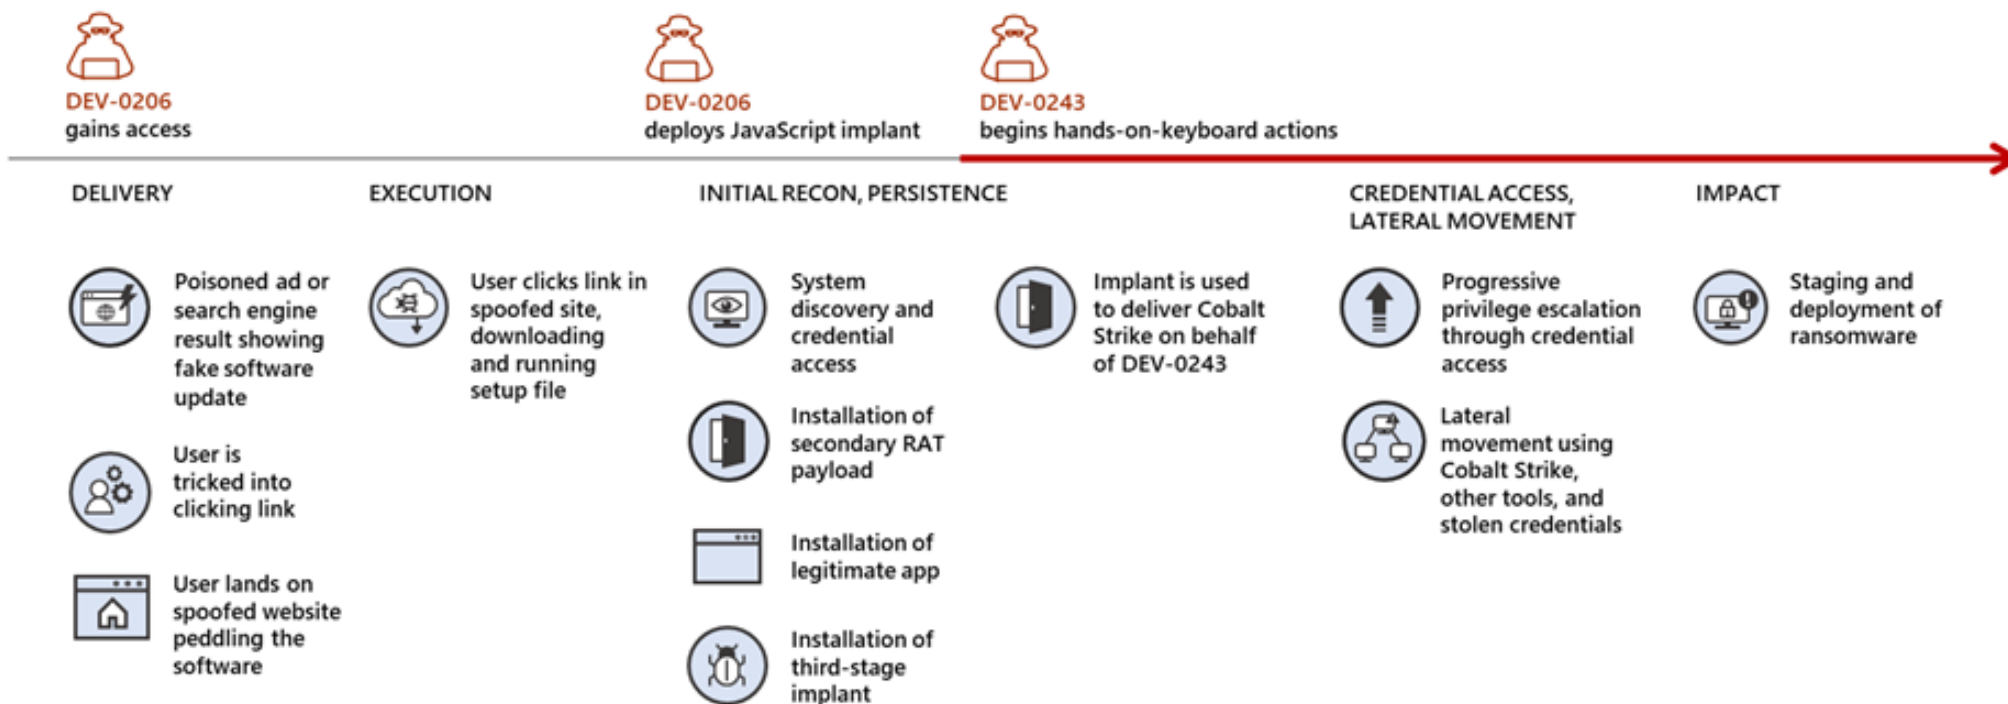 DEV-0206
gains access
DEV-0206
deploys JavaScript implant
DEV-0243
begins hands-on-keyboard actions
DELIVERY
Poisoned ad or
search engine
result showing
fake software
update
User is
tricked into
clicking link
User lands on
spoofed website
peddling the
software
EXECUTION
User clicks link in
spoofed site,
downloading
and running
setup file
INITIAL RECON, PERSISTENCE
System
discovery and
credential
access
Installation of
secondary RAT
payload
Installation of
legitimate app
Installation of
third-stage
implant
Implant is used
to deliver Cobalt
Strike on behalf
of DEV-0243
CREDENTIAL ACCESS,
LATERAL MOVEMENT
Progressive
privilege escalation
through credential
access
Lateral
movement using
Cobalt Strike,
other tools, and
stolen credentials
IMPACT
Staging and
deployment of
ransomware